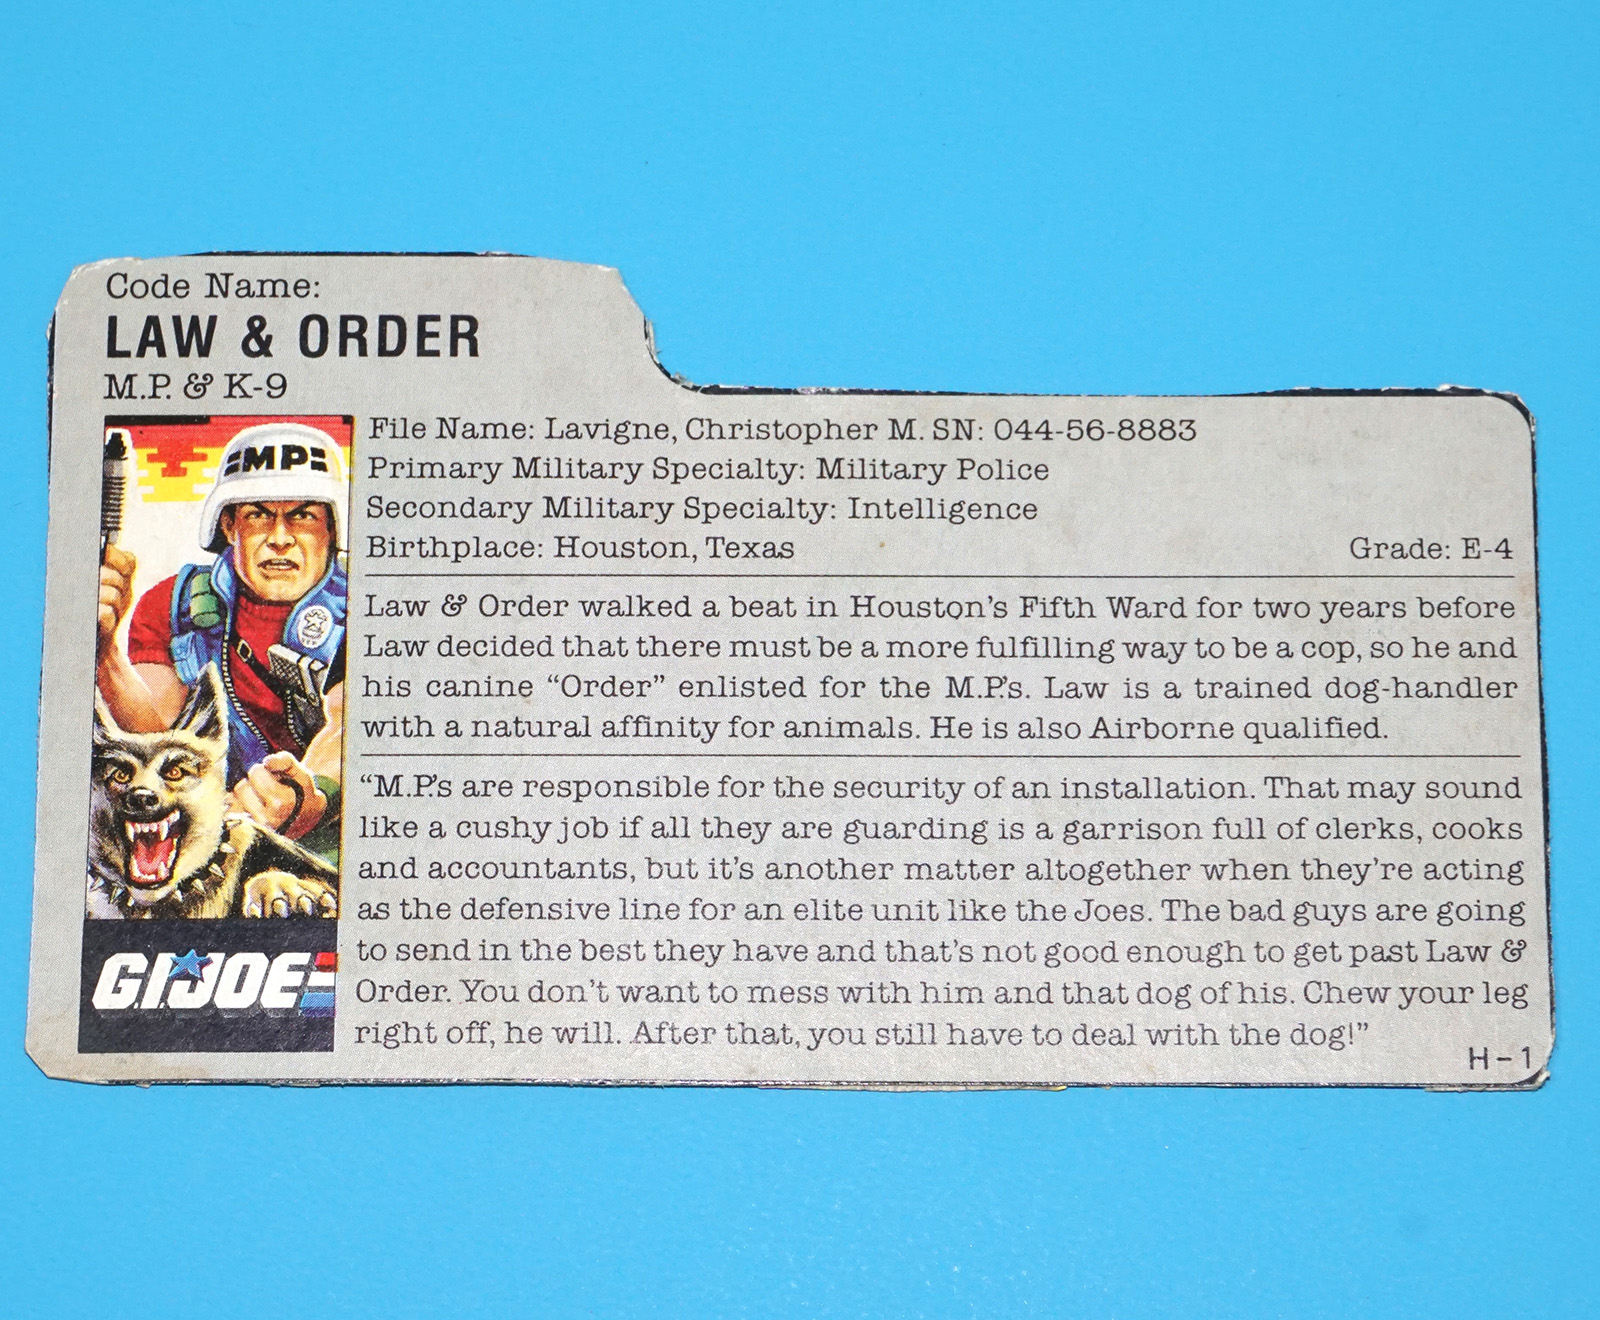 Code Name:
LAW & ORDER
M.P. & K-9
MP
File Name: Lavigne, Christopher M. SN: 044-56-8883
Primary Military Specialty: Military Police
Secondary Military Specialty: Intelligence
Birthplace: Houston, Texas Grade: E-4
Law & Order walked a beat in Houston's Fifth Ward for two years before
Law decided that there must be a more fulfilling way to be a cop, so he and
his canine “Order” enlisted for the M.P.'s. Law is a trained dog-handler
with a natural affinity for animals. He is also Airborne qualified.
“M.P.'s are responsible for the security of an installation. That may sound
like a cushy job if all they are guarding is a garrison full of clerks, cooks
and accountants, but it's another matter altogether when they're acting
as the defensive line for an elite unit like the Joes. The bad guys are going
to send in the best they have and that's not good enough to get past Law &
Order. You don't want to mess with him and that dog of his. Chew your leg
right off, he will. After that, you still have to deal with the dog!”
G.I. JOE
H-1